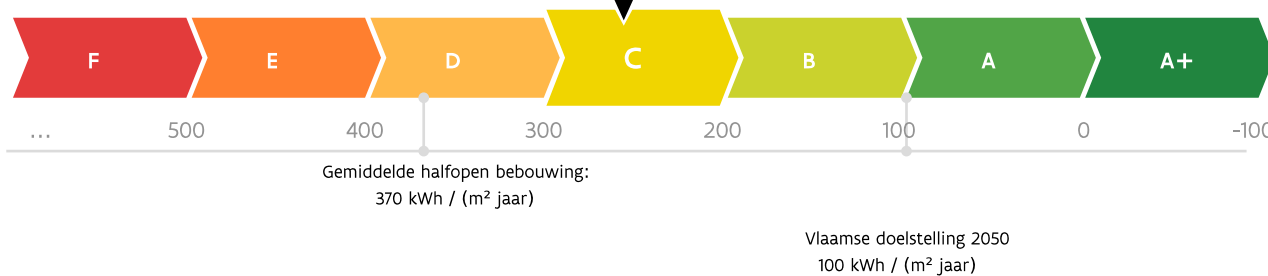 F E D C B A A+
... 500 400 300 200 100 0 -100
Gemiddelde halfopen bebouwing:
370 kWh / (m² jaar)
Vlaamse doelstelling 2050
100 kWh / (m² jaar)